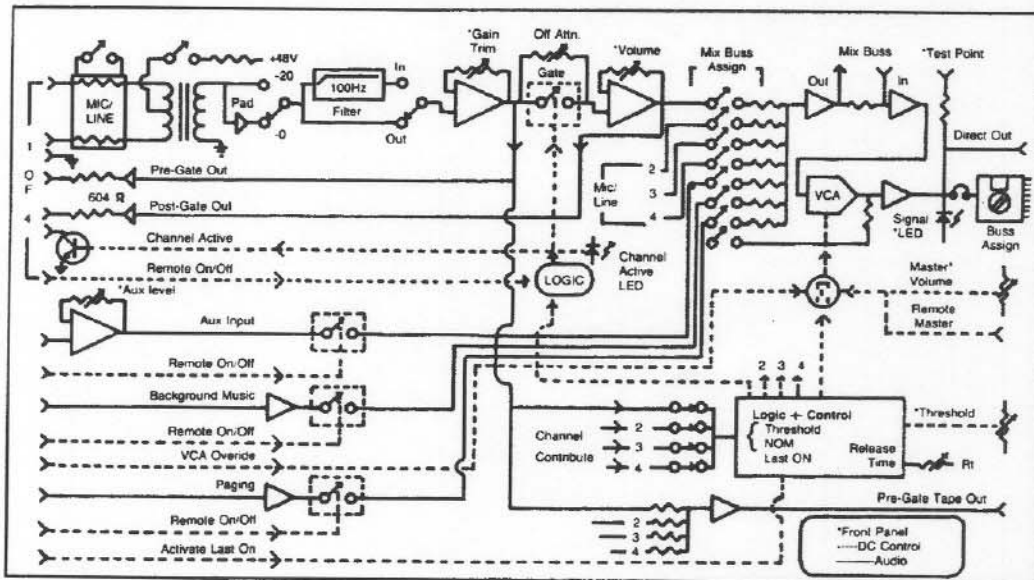 *Gain
Trim
Off Attn.
Gate
*Volume
Mix Buss
Assign
Mix Buss
*Test Point
+48V
-20
In
Out
In
MIC/
LINE
Pad
100Hz
Filter
-0
Out
Direct Out
1
OF
4
Pre-Gate Out
604 Ω
Post-Gate Out
Mic/
Line
2
3
4
VCA
Signal
*LED
Buss
Assign
Channel Active
Channel
Active
LED
Remote On/Off
LOGIC
Master*
Volume
Remote
Master
*Aux level
Aux Input
Remote On/Off
2 3 4
Background Music
Logic + Control
Threshold
NOM
Last ON
Release
Time
*Threshold
Rt
Channel
Contribute
2
3
4
Remote On/Off
VCA Overide
Paging
Pre-Gate Tape Out
Remote On/Off
2
3
4
Activate Last On
*Front Panel
DC Control
Audio